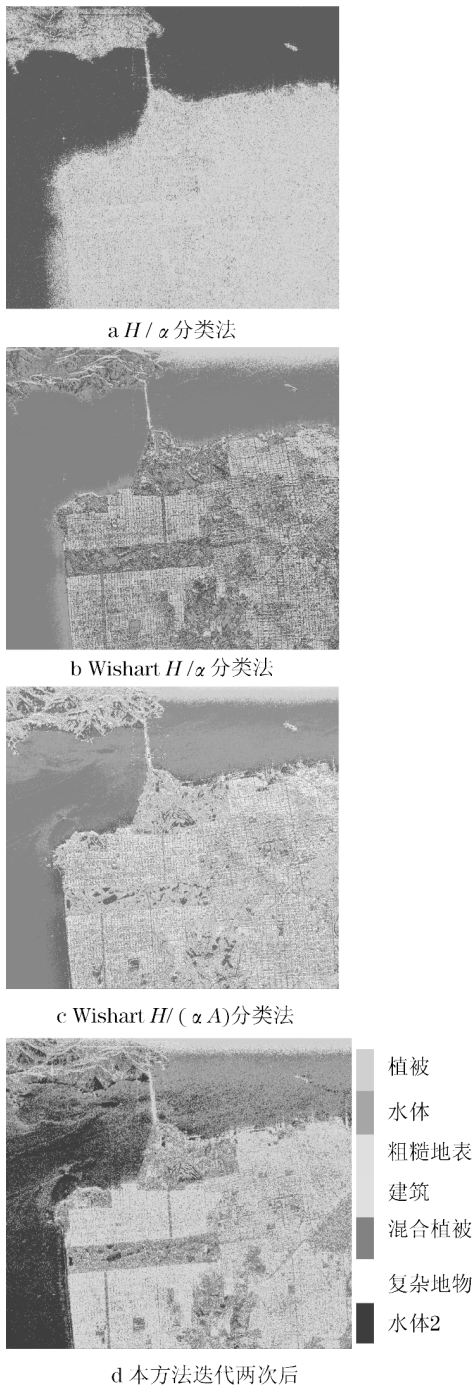 a H / α 分类法
b Wishart H /α 分类法
c Wishart H/ ( α A)分类法
植被
水体
粗糙地表
建筑
混合植被
复杂地物
水体2
d 本方法迭代两次后